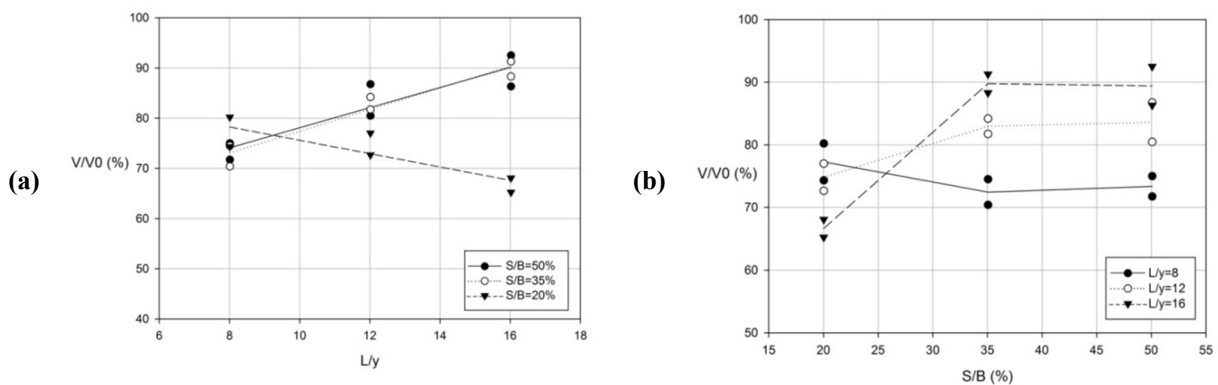 (a)
V/V0 (%)
100
90
80
70
60
50
40
6 8 10 12 14 16 18
L/y
S/B=50%
S/B=35%
S/B=20%
(b)
V/V0 (%)
100
90
80
70
60
50
15 20 25 30 35 40 45 50 55
S/B (%)
L/y=8
L/y=12
L/y=16